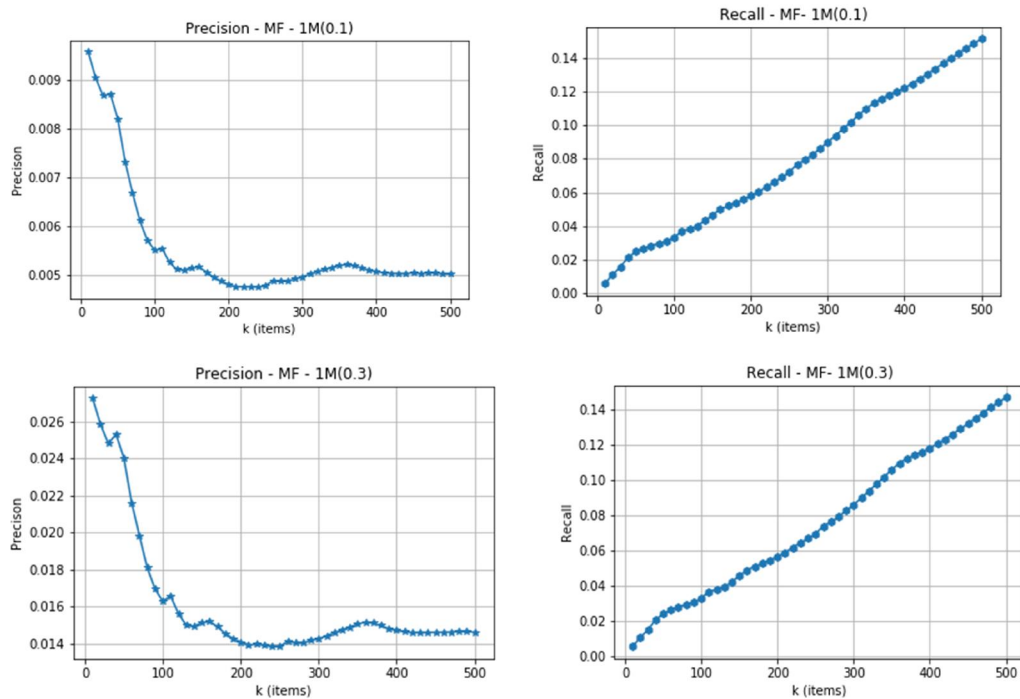 Precision - MF - 1M(0.1)
0.009
0.008
0.007
0.006
0.005
Precison
0 100 200 300 400 500
k (items)
Recall - MF- 1M(0.1)
0.14
0.12
0.10
0.08
0.06
0.04
0.02
0.00
Recall
0 100 200 300 400 500
k (items)
Precision - MF - 1M(0.3)
0.026
0.024
0.022
0.020
0.018
0.016
0.014
Precison
0 100 200 300 400 500
k (items)
Recall - MF- 1M(0.3)
0.14
0.12
0.10
0.08
0.06
0.04
0.02
0.00
Recall
0 100 200 300 400 500
k (items)